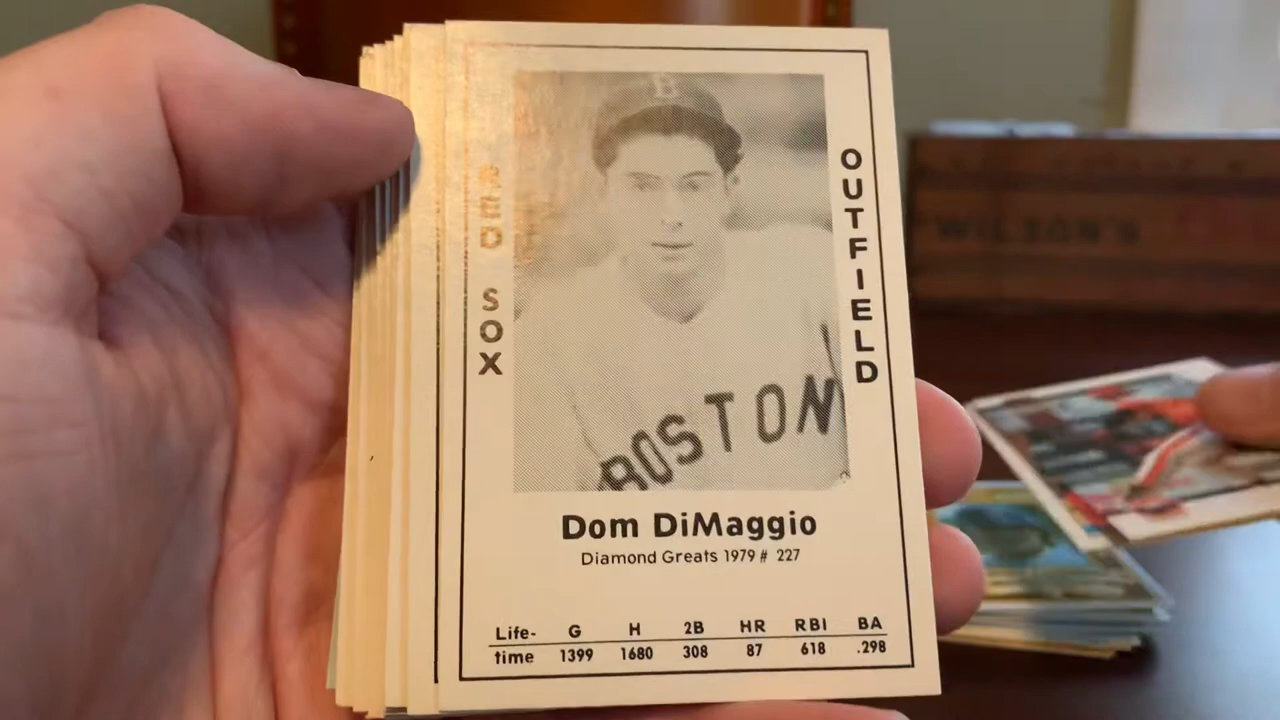 B
RED SOX
OUTFIELD
BOSTON
Dom DiMaggio
Diamond Greats 1979 # 227
Life- G H 2B HR RBI BA
time 1399 1680 308 87 618 .298